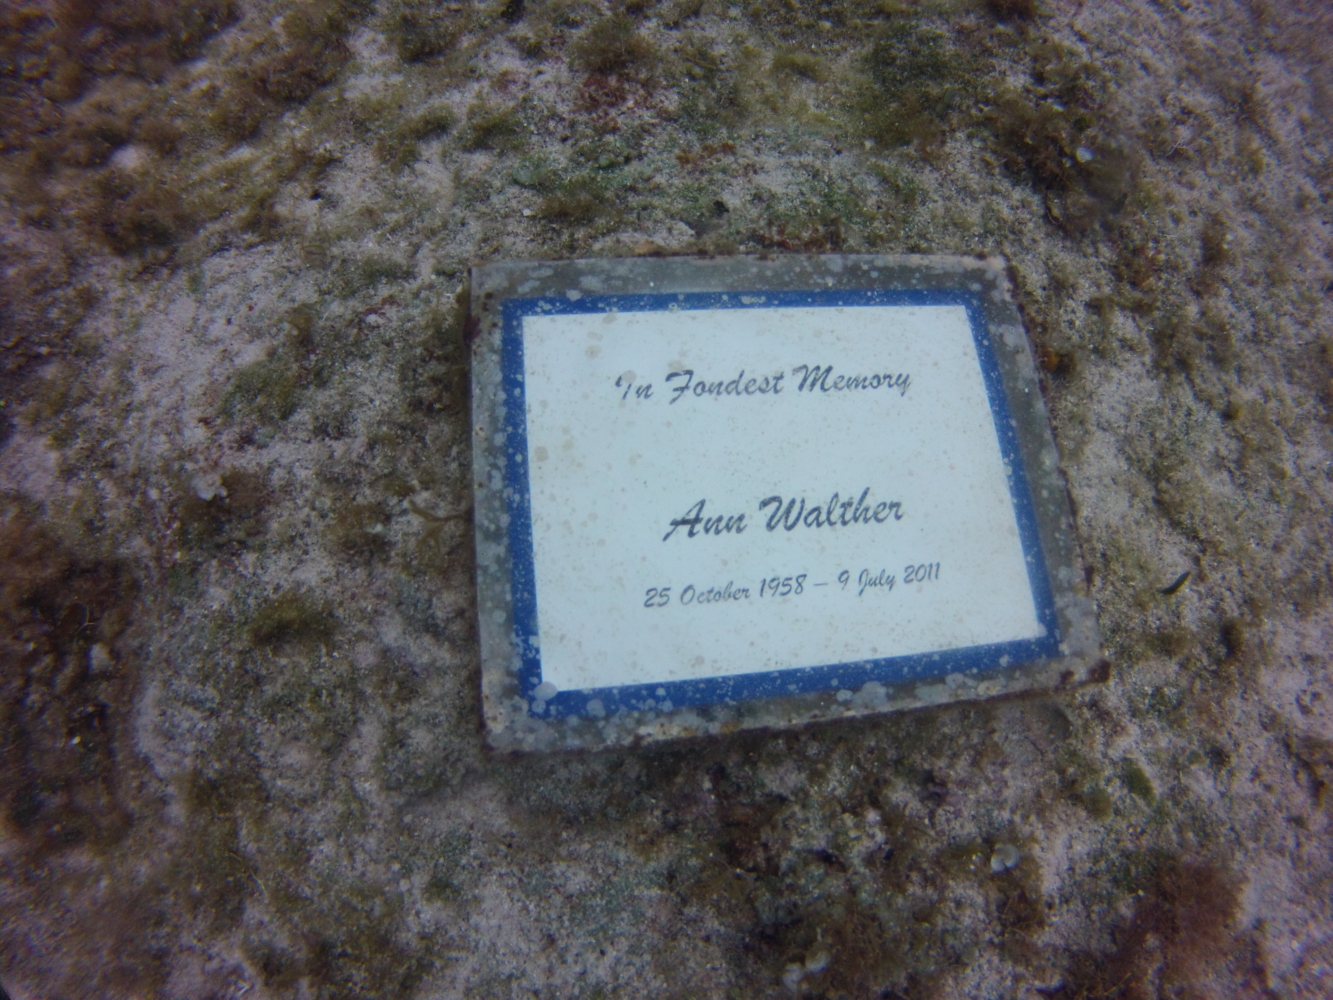 In Fondest Memory
Ann Walther
25 October 1958 – 9 July 2011